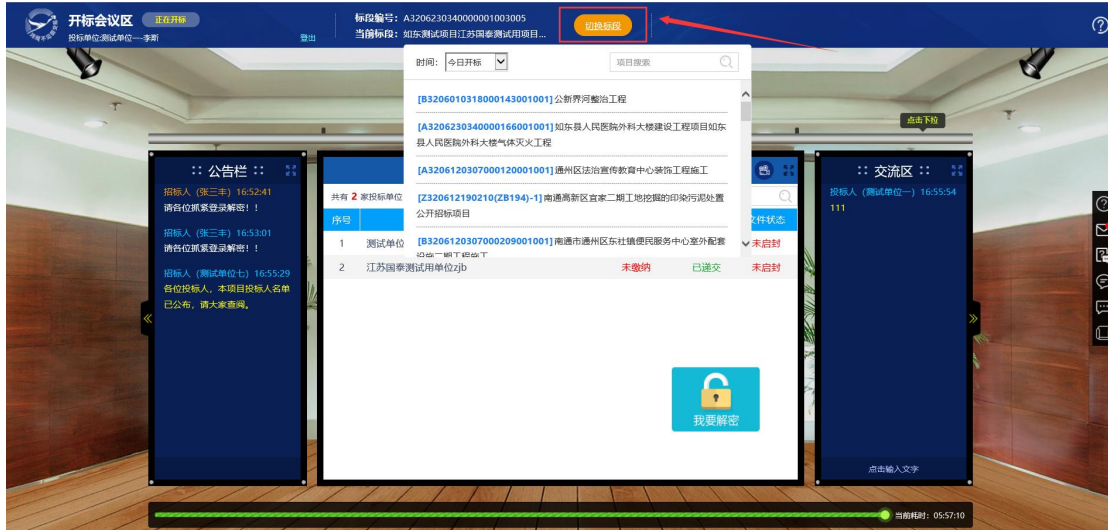 开标会议区 正在开标
投标单位:测试单位一---李斯
登出
标段编号：A3206230340000001003005
当前标段：如东测试项目江苏国泰测试用项目...
切换标段
时间：今日开标
项目搜索
[B3206010318000143001001]公新界河整治工程
[A3206230340000166001001]如东县人民医院外科大楼建设工程项目如东
县人民医院外科大楼气体灭火工程
[A3206120307000120001001]通州区法治宣传教育中心装饰工程施工
[Z320612190210(ZB194)-1]南通高新区宜家二期工地挖掘的印染污泥处置
公开招标项目
[B3206120307000209001001]南通市通州区东社镇便民服务中心室外配套
设施二期工程施工
:: 公告栏 ::
招标人（张三丰）16:52:41
请各位抓紧登录解密！！
招标人（张三丰）16:53:01
请各位抓紧登录解密！！
招标人（测试单位七）16:55:29
各位投标人，本项目投标人名单
已公布，请大家查阅。
共有 2 家投标单位
序号
文件状态
1 测试单位 未启封
2 江苏国泰测试用单位zjb 未缴纳 已递交 未启封
我要解密
点击下拉
:: 交流区 ::
投标人（测试单位一）16:55:54
111
点击输入文字
当前耗时：05:57:10